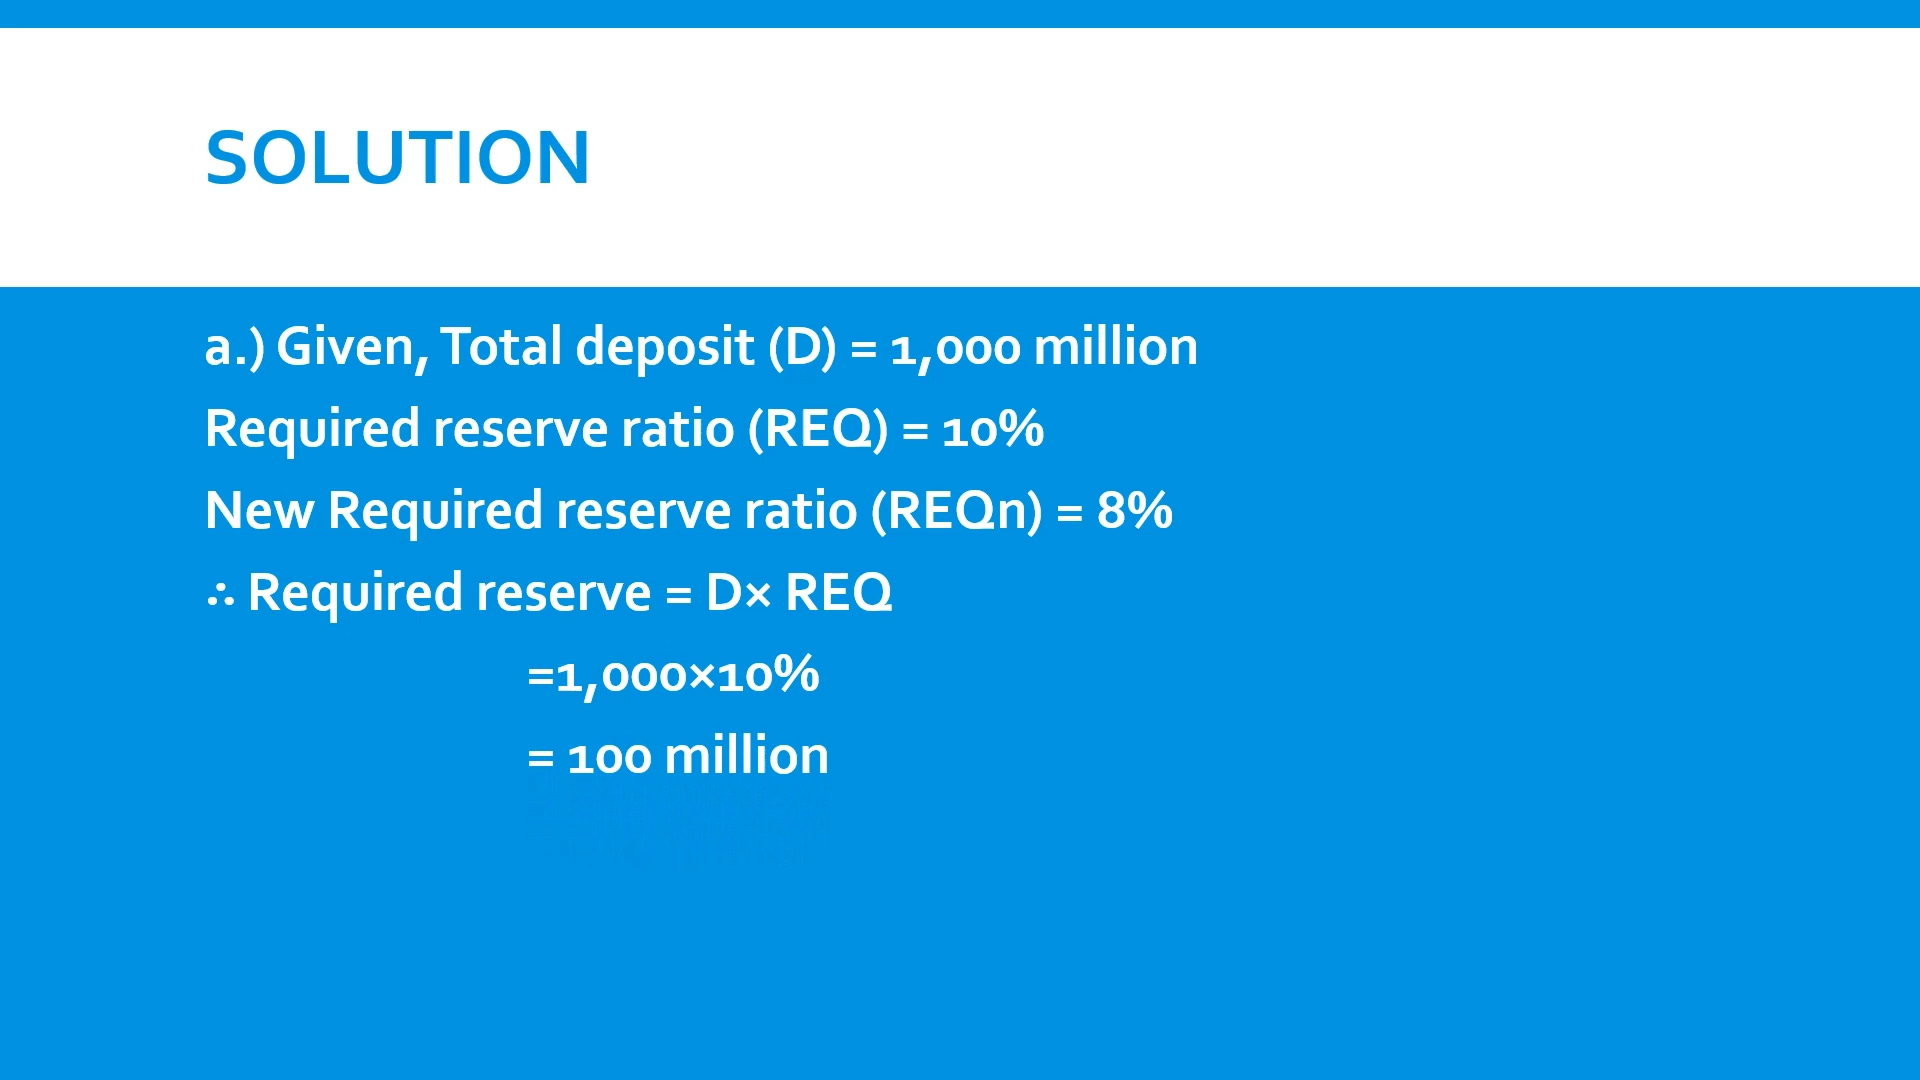 SOLUTION
a.) Given, Total deposit (D) = 1,000 million
Required reserve ratio (REQ) = 10%
New Required reserve ratio (REQn) = 8%
∴ Required reserve = D× REQ
=1,000×10%
= 100 million